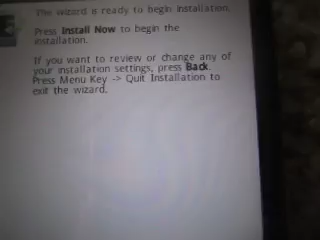 The wizard is ready to begin installation.
Press Install Now to begin the
installation.
If you want to review or change any of
your installation settings, press Back.
Press Menu Key -> Quit Installation to
exit the wizard.